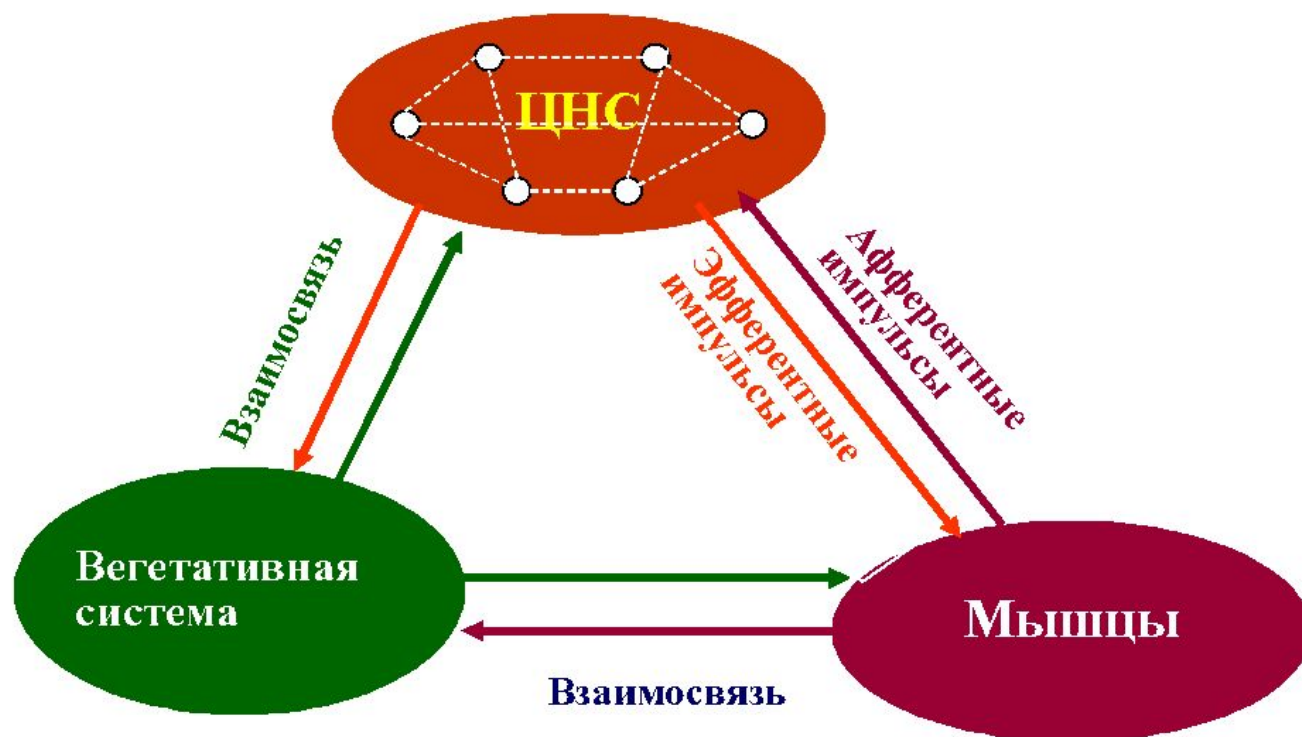 ЦНС
Взаимосвязь
Эфферентные
импульсы
Афферентные
импульсы
Вегетативная
система
Мышцы
Взаимосвязь